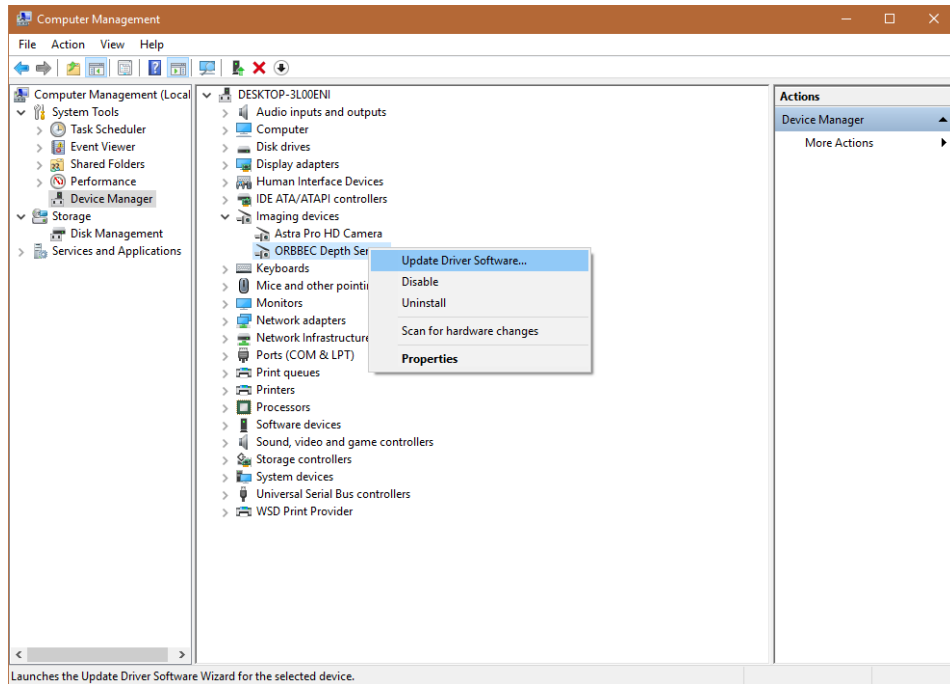 Computer Management
File Action View Help
Computer Management (Local
System Tools
Task Scheduler
Event Viewer
Shared Folders
Performance
Device Manager
Storage
Disk Management
Services and Applications
DESKTOP-3L00ENI
Audio inputs and outputs
Computer
Disk drives
Display adapters
Human Interface Devices
IDE ATA/ATAPI controllers
Imaging devices
Astra Pro HD Camera
ORBBEC Depth Ser
Keyboards
Mice and other pointi
Monitors
Network adapters
Network Infrastructure
Ports (COM & LPT)
Print queues
Printers
Processors
Software devices
Sound, video and game controllers
Storage controllers
System devices
Universal Serial Bus controllers
WSD Print Provider
Update Driver Software...
Disable
Uninstall
Scan for hardware changes
Properties
Actions
Device Manager
More Actions
Launches the Update Driver Software Wizard for the selected device.